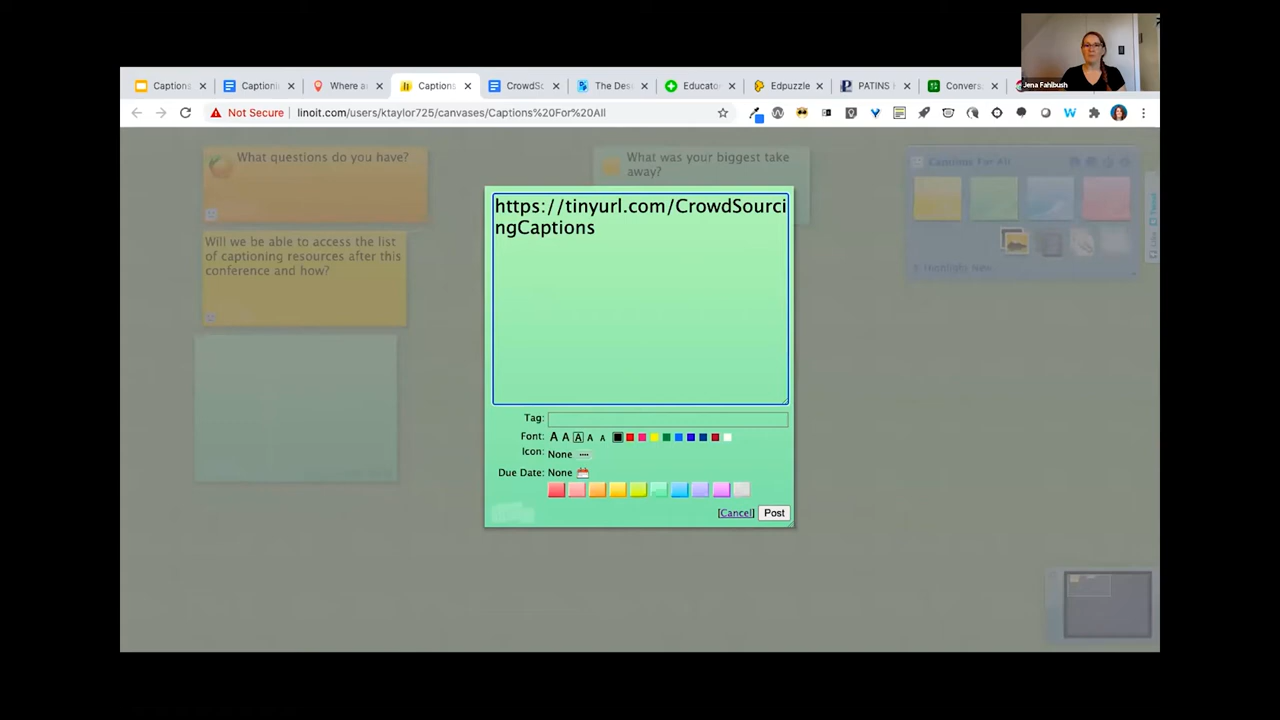 Jena Fahlbush
Captions
Captioni
Where a
Captions
CrowdSo
The Des
Educator
Edpuzzle
PATINS
Convers
Not Secure
linoit.com/users/ktaylor725/canvases/Captions%20For%20All
What questions do you have?
What was your biggest take
away?
Captions For All
Will we be able to access the list
of captioning resources after this
conference and how?
https://tinyurl.com/CrowdSourci
ngCaptions
Tag:
Font: A A A A A
Icon: None
Due Date: None
[Cancel] Post